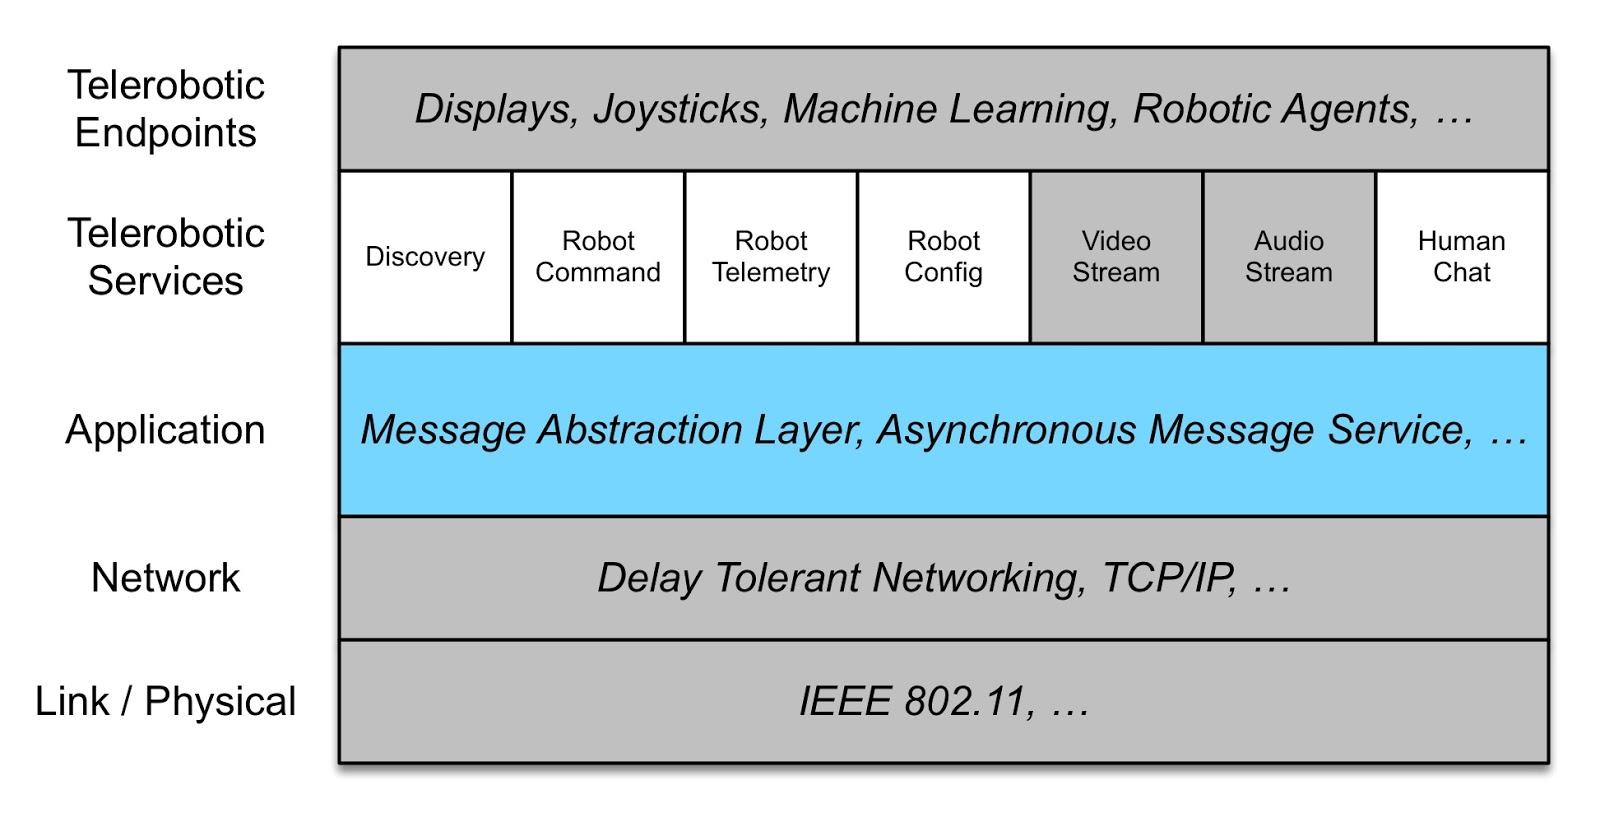 Telerobotic
Endpoints
Displays, Joysticks, Machine Learning, Robotic Agents, …
Telerobotic
Services
Discovery
Robot
Command
Robot
Telemetry
Robot
Config
Video
Stream
Audio
Stream
Human
Chat
Application
Message Abstraction Layer, Asynchronous Message Service, …
Network
Delay Tolerant Networking, TCP/IP, …
Link / Physical
IEEE 802.11, …